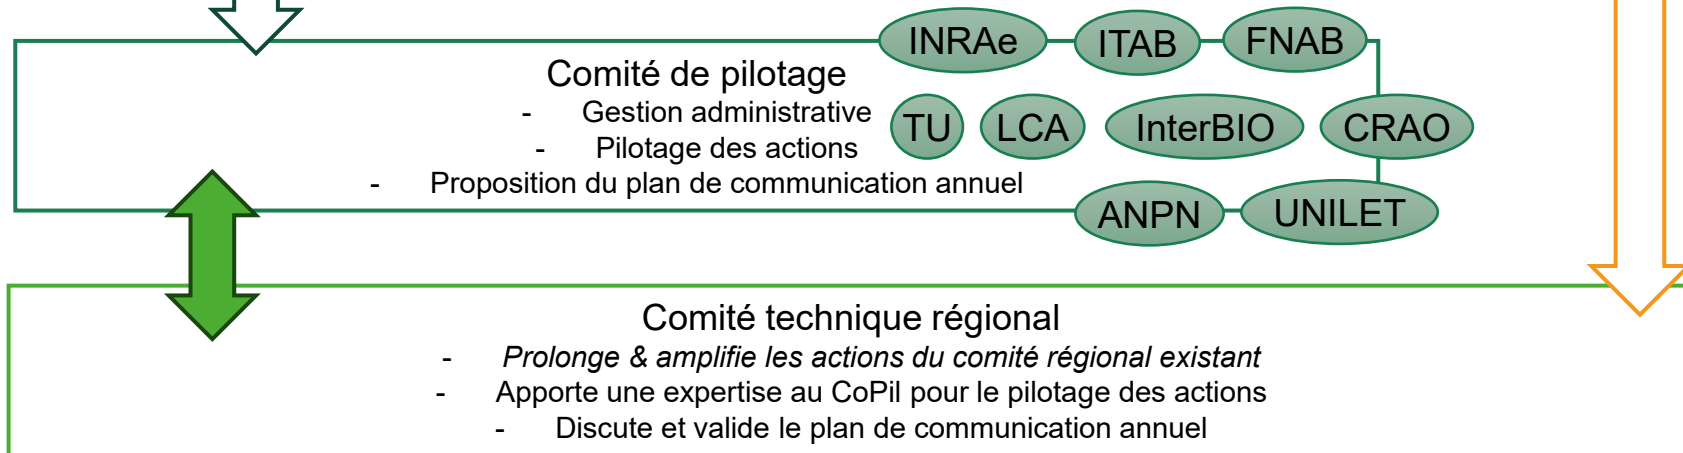 INRAe ITAB FNAB
Comité de pilotage
- Gestion administrative
TU LCA InterBIO CRAO
- Pilotage des actions
- Proposition du plan de communication annuel
ANPN UNILET
Comité technique régional
- Prolonge & amplifie les actions du comité régional existant
- Apporte une expertise au CoPil pour le pilotage des actions
- Discute et valide le plan de communication annuel